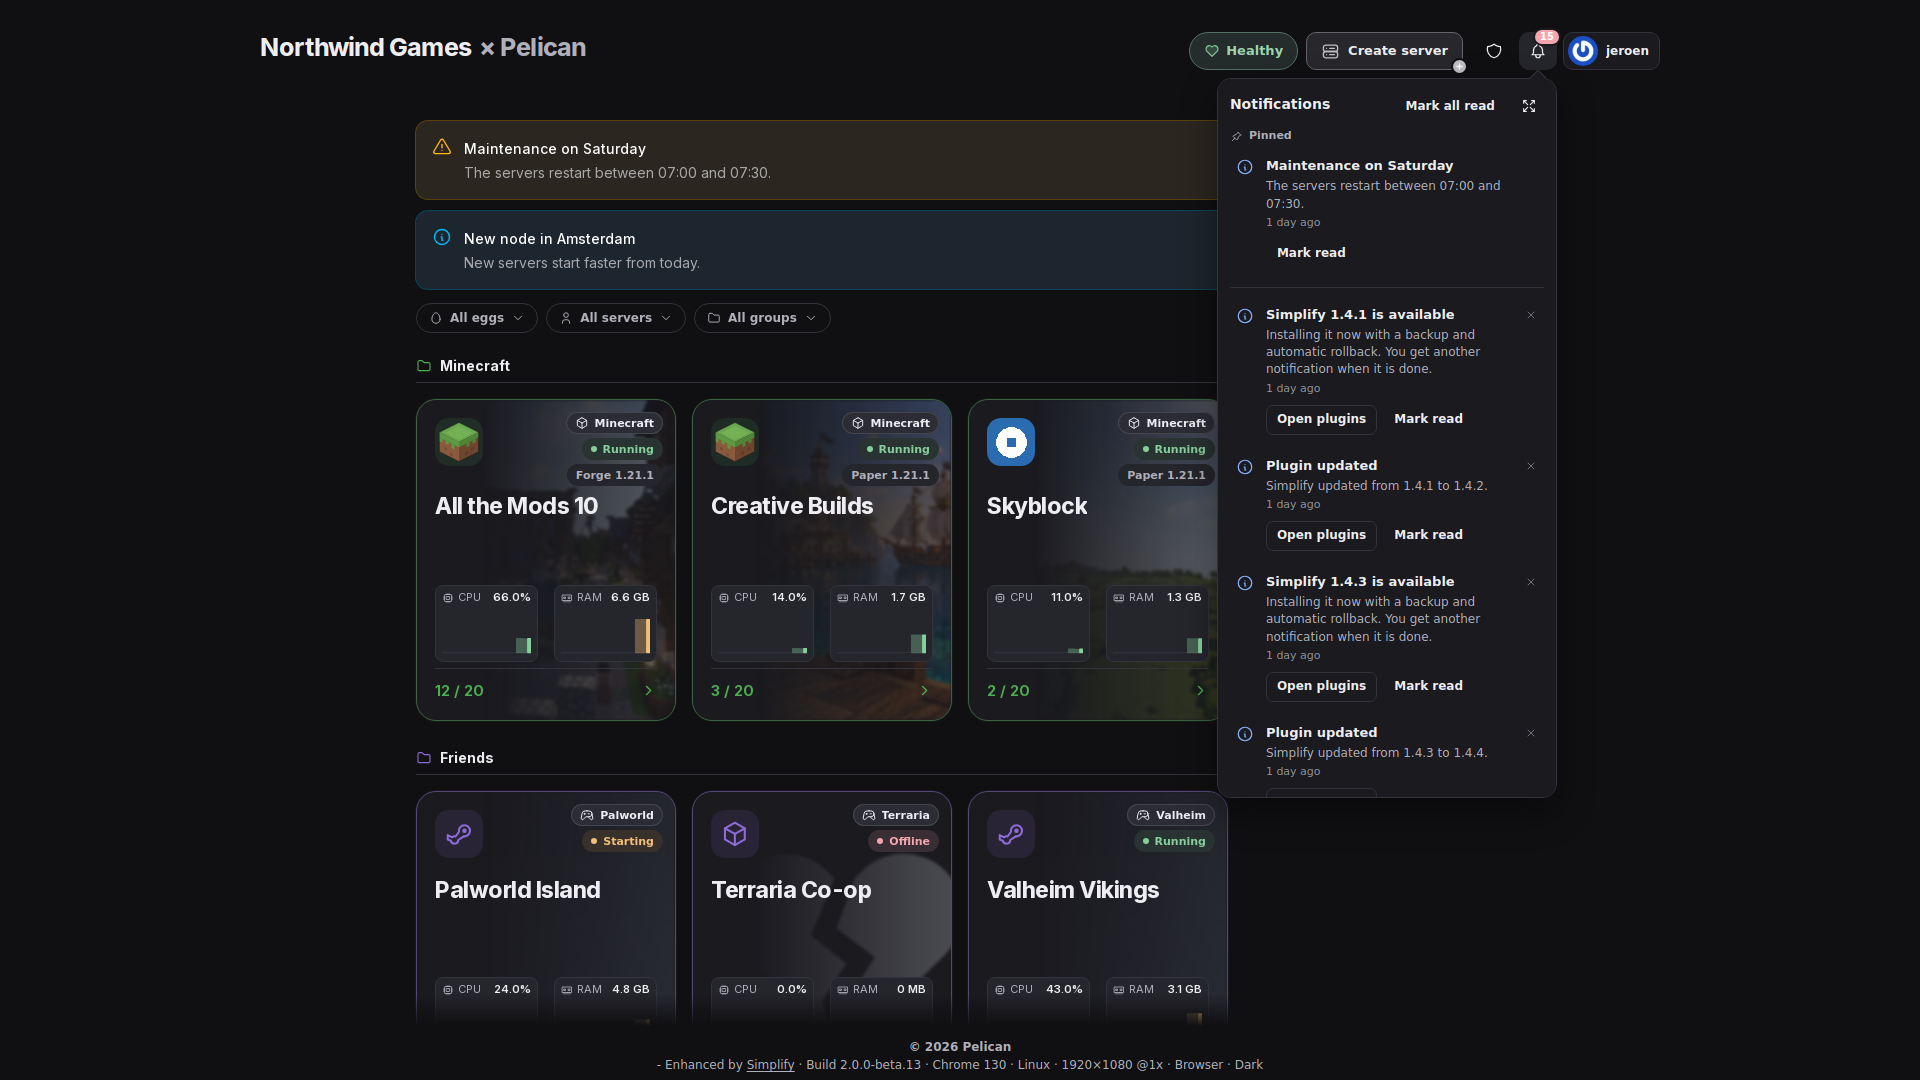 Northwind Games × Pelican
Healthy
Create server
15
jeroen
Maintenance on Saturday
The servers restart between 07:00 and 07:30.
New node in Amsterdam
New servers start faster from today.
All eggs
All servers
All groups
Minecraft
Minecraft
Running
Forge 1.21.1
All the Mods 10
CPU 66.0%
RAM 6.6 GB
12 / 20
Minecraft
Running
Paper 1.21.1
Creative Builds
CPU 14.0%
RAM 1.7 GB
3 / 20
Minecraft
Running
Paper 1.21.1
Skyblock
CPU 11.0%
RAM 1.3 GB
2 / 20
Friends
Palworld
Starting
Palworld Island
CPU 24.0%
RAM 4.8 GB
Terraria
Offline
Terraria Co-op
CPU 0.0%
RAM 0 MB
Valheim
Running
Valheim Vikings
CPU 43.0%
RAM 3.1 GB
Notifications
Mark all read
Pinned
Maintenance on Saturday
The servers restart between 07:00 and
07:30.
1 day ago
Mark read
Simplify 1.4.1 is available
Installing it now with a backup and
automatic rollback. You get another
notification when it is done.
1 day ago
Open plugins Mark read
Plugin updated
Simplify updated from 1.4.1 to 1.4.2.
1 day ago
Open plugins Mark read
Simplify 1.4.3 is available
Installing it now with a backup and
automatic rollback. You get another
notification when it is done.
1 day ago
Open plugins Mark read
Plugin updated
Simplify updated from 1.4.3 to 1.4.4.
1 day ago
© 2026 Pelican
- Enhanced by Simplify · Build 2.0.0-beta.13 · Chrome 130 · Linux · 1920×1080 @1x · Browser · Dark